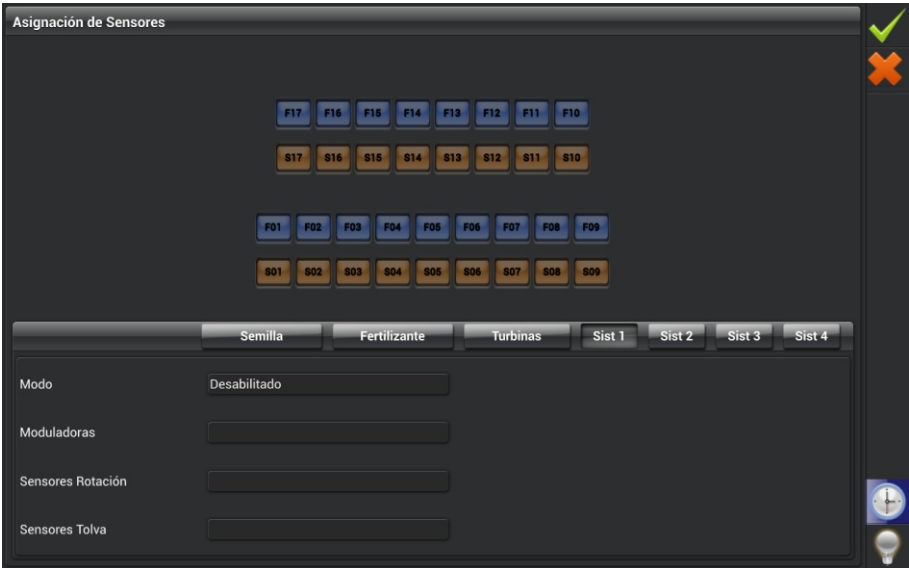 Asignación de Sensores
F17 F16 F15 F14 F13 F12 F11 F10
S17 S16 S15 S14 S13 S12 S11 S10
F01 F02 F03 F04 F05 F06 F07 F08 F09
S01 S02 S03 S04 S05 S06 S07 S08 S09
Semilla Fertilizante Turbinas Sist 1 Sist 2 Sist 3 Sist 4
Modo Desabilitado
Moduladoras
Sensores Rotación
Sensores Tolva